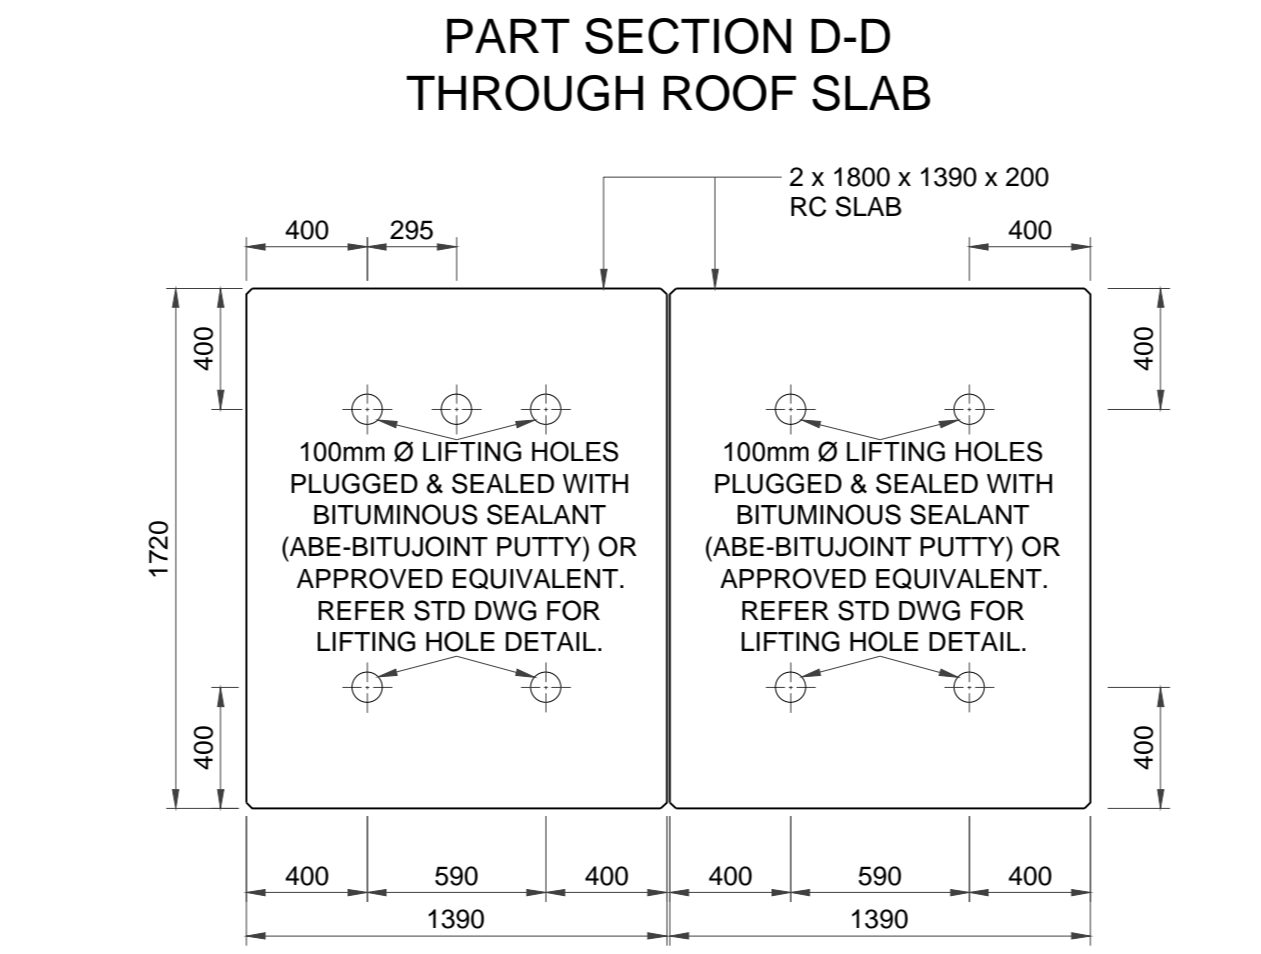 PART SECTION D-D
THROUGH ROOF SLAB
2 x 1800 x 1390 x 200
RC SLAB
400
295
400
400
400
100mm Ø LIFTING HOLES
PLUGGED & SEALED WITH
BITUMINOUS SEALANT
(ABE-BITUJOINT PUTTY) OR
APPROVED EQUIVALENT.
REFER STD DWG FOR
LIFTING HOLE DETAIL.
100mm Ø LIFTING HOLES
PLUGGED & SEALED WITH
BITUMINOUS SEALANT
(ABE-BITUJOINT PUTTY) OR
APPROVED EQUIVALENT.
REFER STD DWG FOR
LIFTING HOLE DETAIL.
1720
400
400
400
590
400
400
590
400
1390
1390